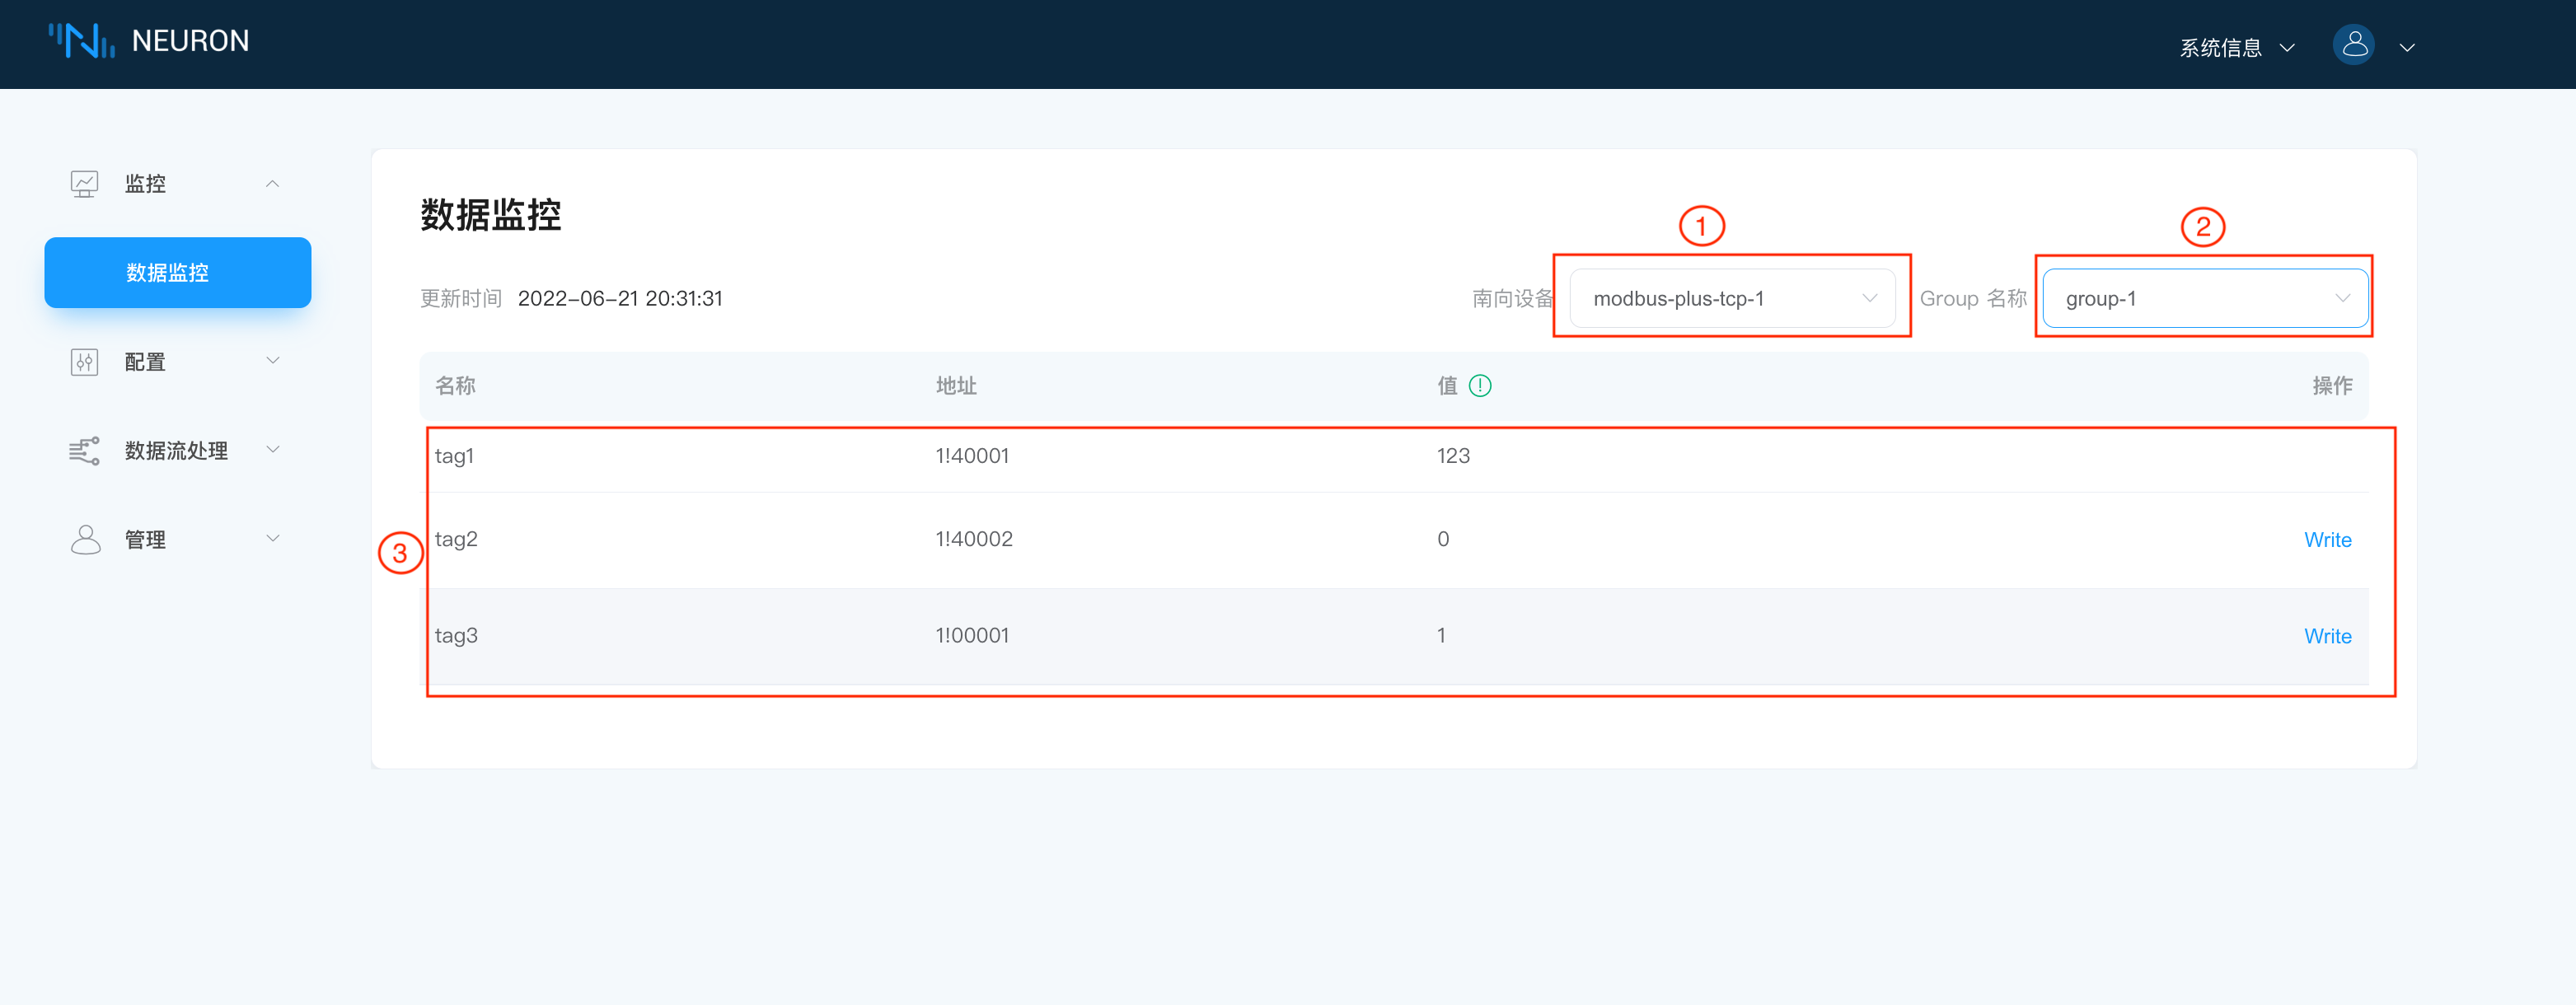 NEURON
系统信息
监控
数据监控
配置
数据流处理
管理
数据监控
① ②
更新时间 2022-06-21 20:31:31 南向设备 modbus-plus-tcp-1 Group 名称 group-1
名称 地址 值 操作
tag1 1!40001 123
③ tag2 1!40002 0 Write
tag3 1!00001 1 Write